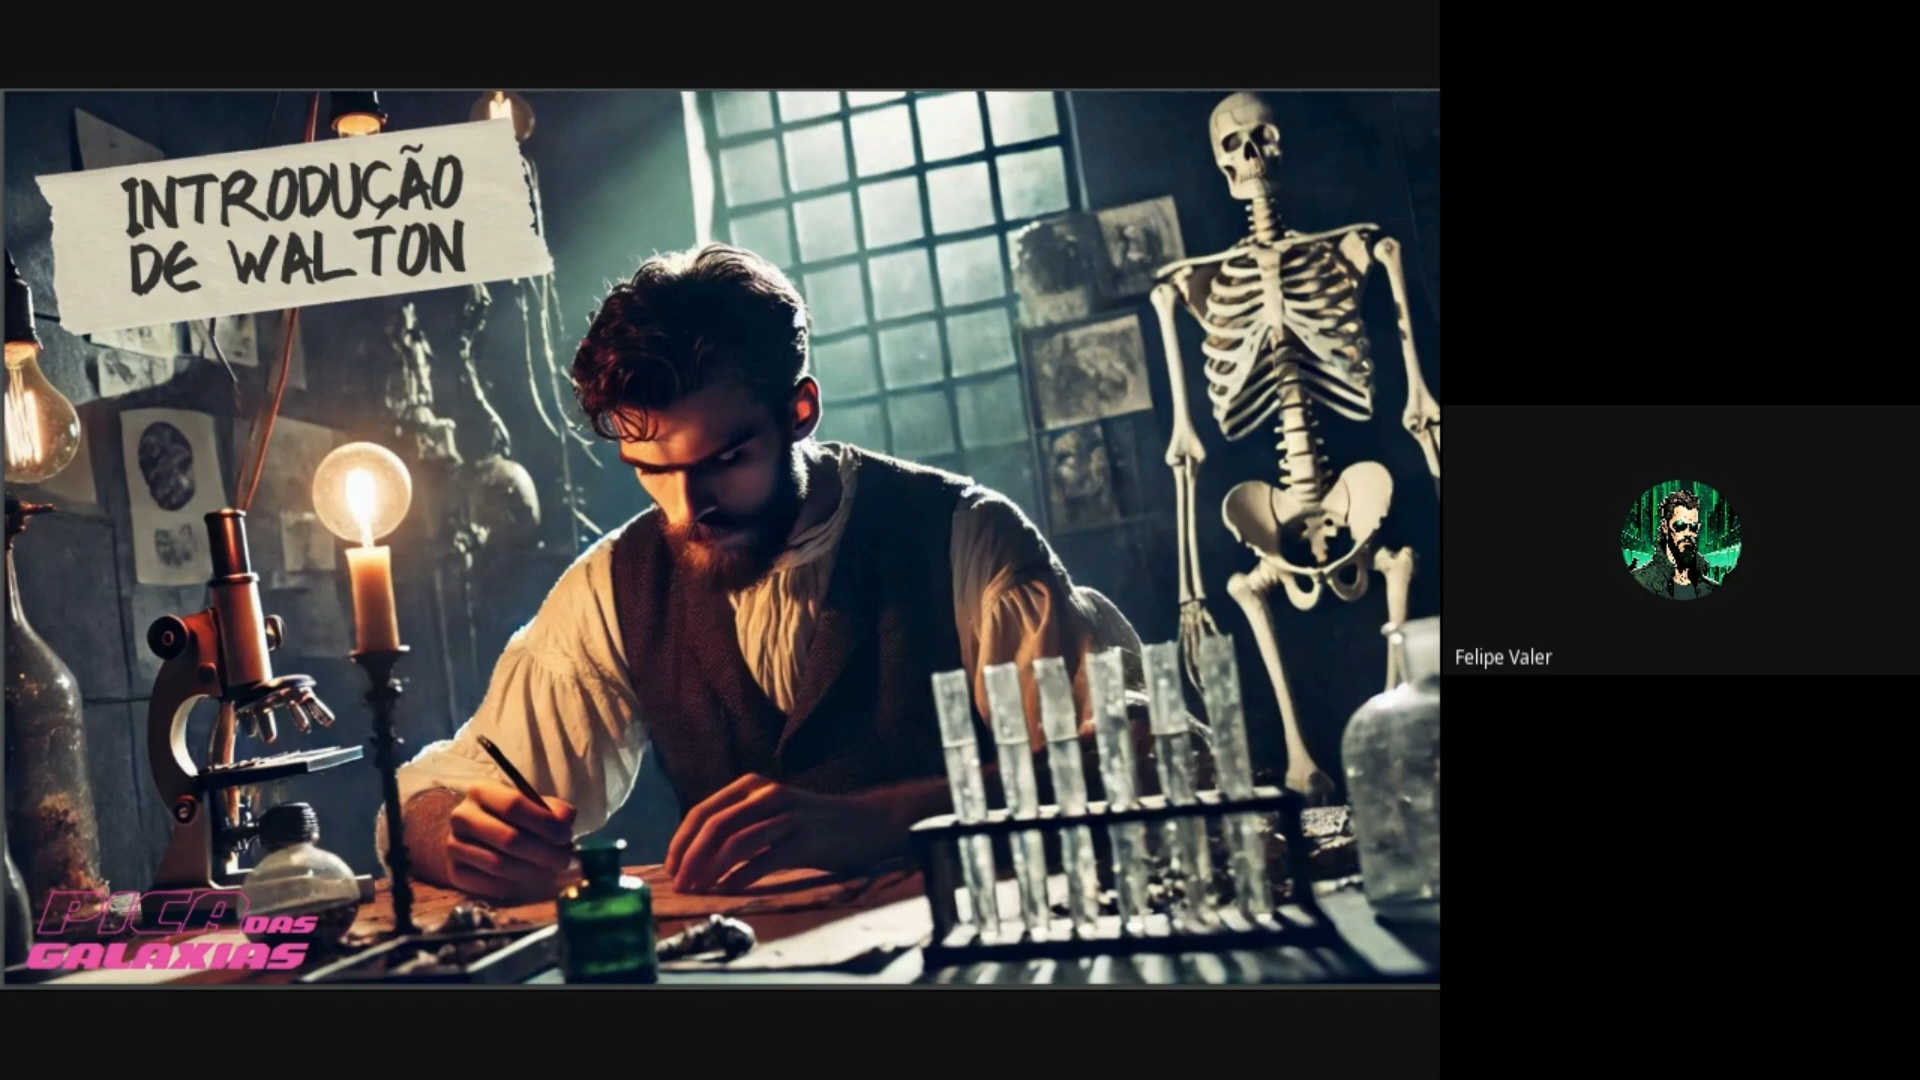 INTRODUÇÃO
DE WALTON
PICA DAS
GALÁXIAS
Felipe Valer